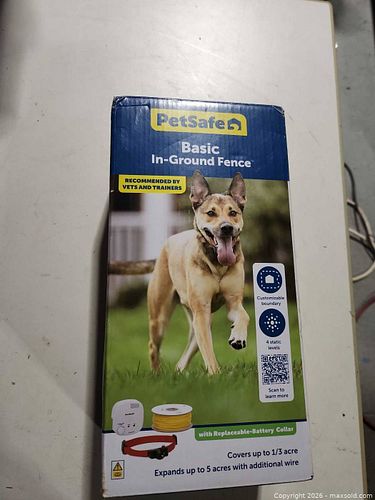 PetSafe
Basic
In-Ground Fence™
RECOMMENDED BY
VETS AND TRAINERS
Customizable
boundary
4 static
levels
Scan to
learn more
with Replaceable-Battery Collar
Covers up to 1/3 acre
Expands up to 5 acres with additional wire
Copyright 2026 - maxsold.com